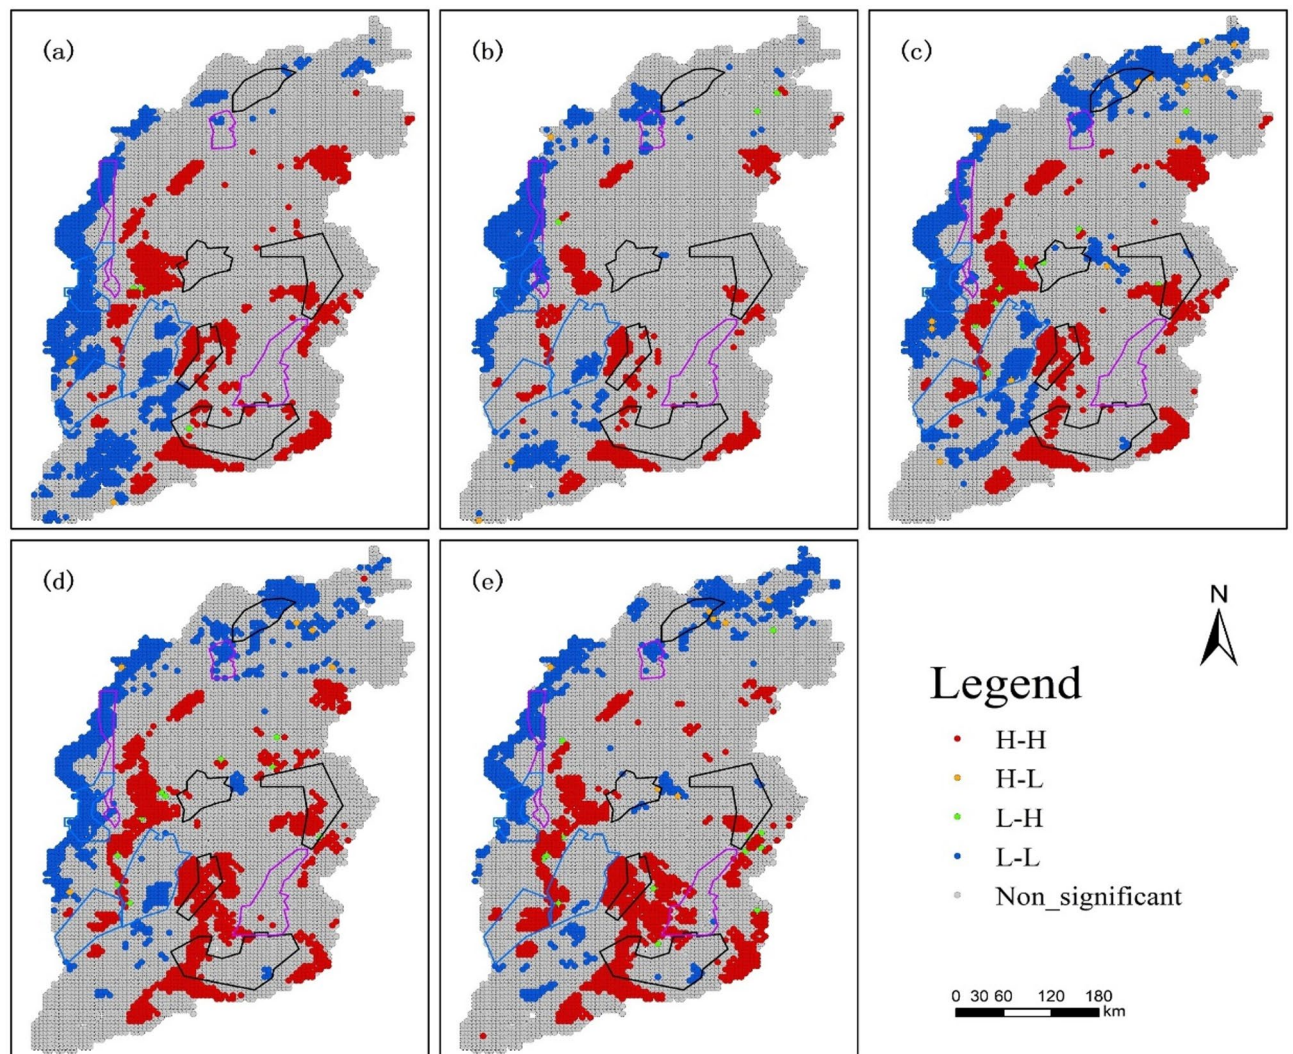 (a)
(b)
(c)
(d)
(e)
N
Legend
H-H
H-L
L-H
L-L
Non_significant
0 30 60 120 180
km